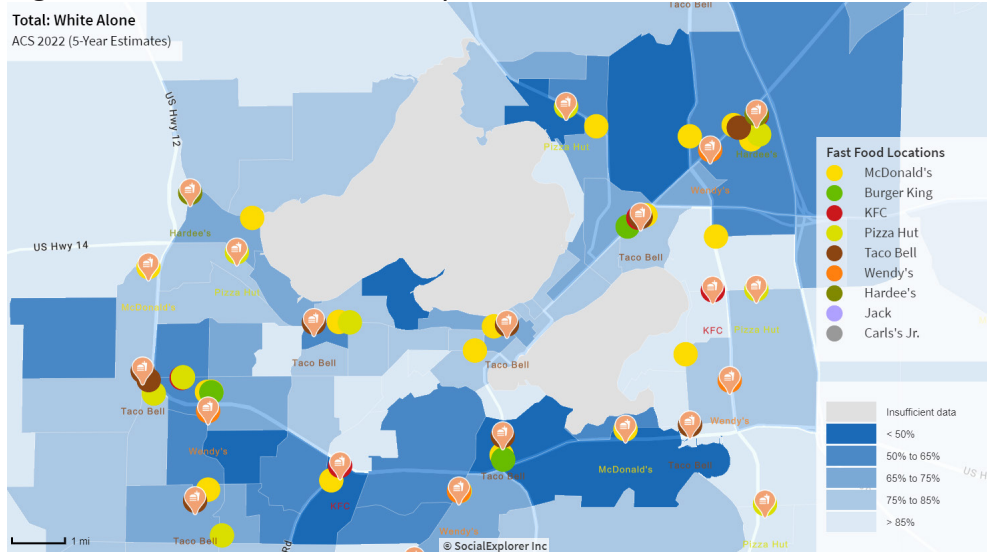 Total: White Alone
ACS 2022 (5-Year Estimates)
Taco Bell
US Hwy 12
Pizza Hut
Wendy's
Hardee's
US Hwy 14
Taco Bell
McDonald's
Pizza Hut
KFC
Pizza Hut
Taco Bell
Taco Bell
Taco Bell
Wendy's
Wendy's
McDonald's
Taco Bell
Taco Bell
KFC
Wendy's
Taco Bell
Pizza Hut
Rd
1 mi
© SocialExplorer Inc
Fast Food Locations
McDonald's
Burger King
KFC
Pizza Hut
Taco Bell
Wendy's
Hardee's
Jack
Carls's Jr.
Insufficient data
< 50%
50% to 65%
65% to 75%
75% to 85%
> 85%